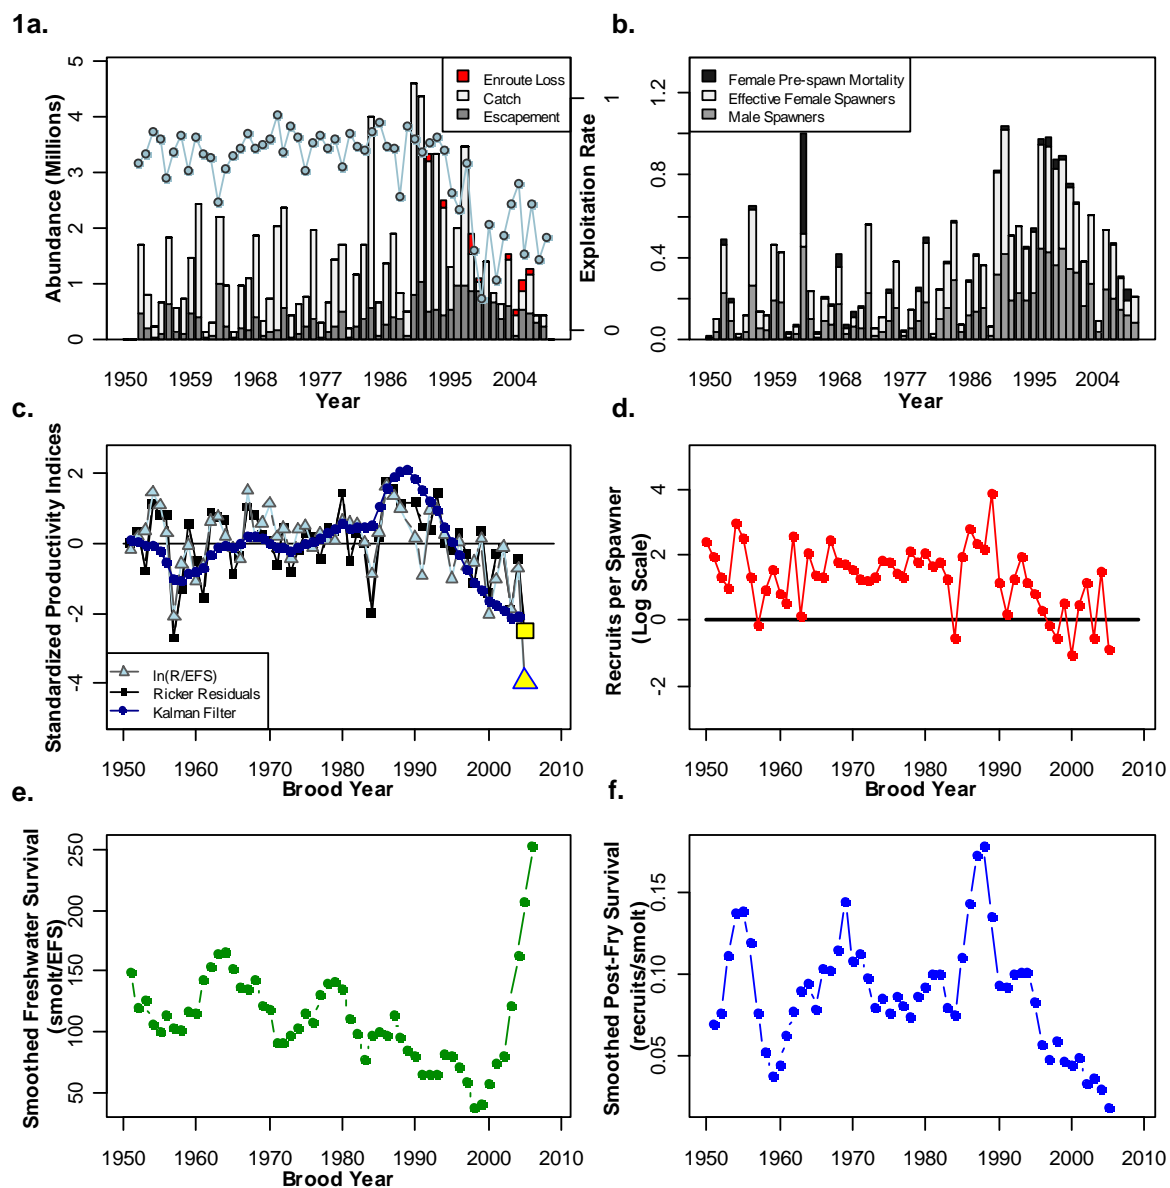 1a.
b.
Abundance (Millions)
5
4
3
2
1
0
Enroute Loss
Catch
Escapement
1
0
Exploitation Rate
1950 1959 1968 1977 1986 1995 2004
Year
1.2
0.8
0.4
0.0
Female Pre-spawn Mortality
Effective Female Spawners
Male Spawners
1950 1959 1968 1977 1986 1995 2004
Year
c.
d.
Standardized Productivity Indices
2
0
-2
-4
ln(R/EFS)
Ricker Residuals
Kalman Filter
1950 1960 1970 1980 1990 2000 2010
Brood Year
Recruits per Spawner
(Log Scale)
4
2
0
-2
1950 1960 1970 1980 1990 2000 2010
Brood Year
e.
f.
Smoothed Freshwater Survival
(smolt/EFS)
250
200
150
100
50
1950 1960 1970 1980 1990 2000 2010
Brood Year
Smoothed Post-Fry Survival
(recruits/smolt)
0.15
0.10
0.05
1950 1960 1970 1980 1990 2000 2010